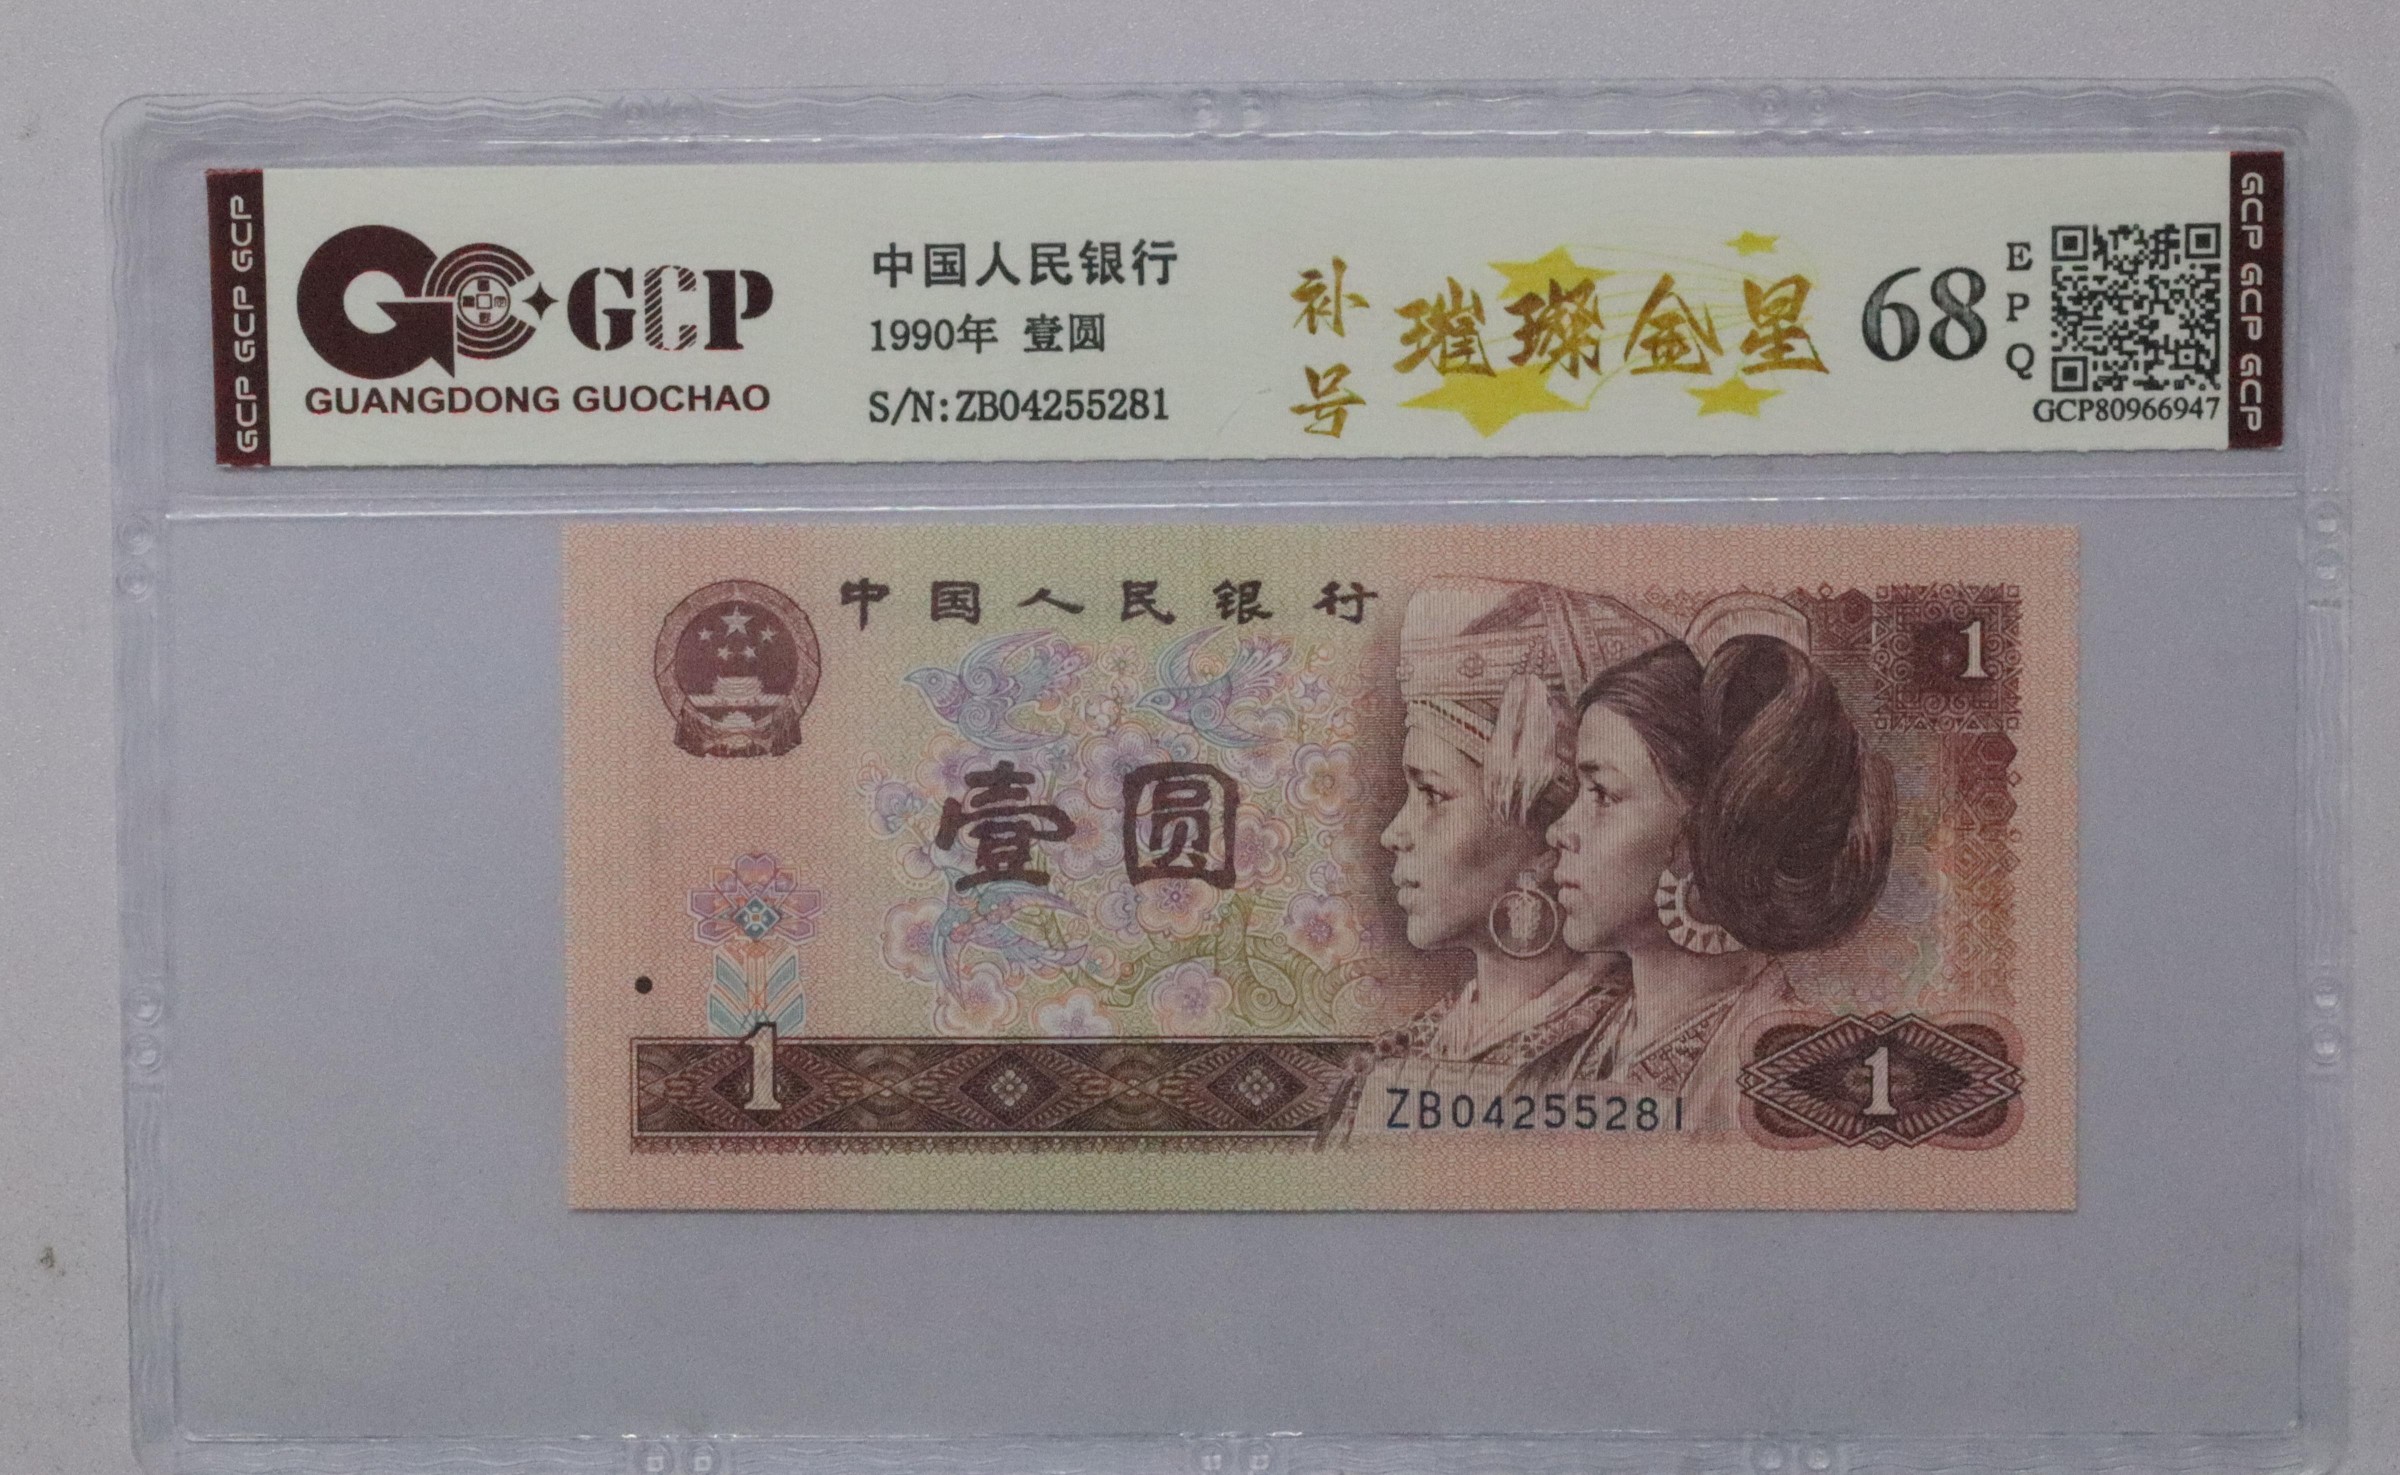 GCP GCP GCP
GCP
GUANGDONG GUOCHAO
中国人民银行
1990年 壹圆
S/N:ZB04255281
补号
璀璨金星
68
EPQ
GCP80966947
GCP GCP GCP
中国人民银行
1
壹圆
1
ZB04255281
1